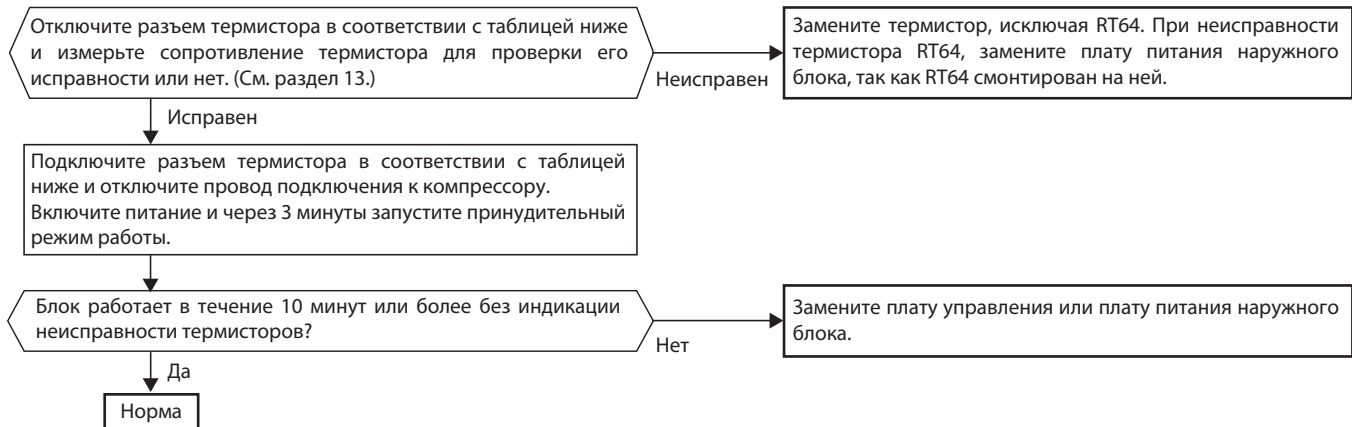 Отключите разъем термистора в соответствии с таблицей ниже
и измерьте сопротивление термистора для проверки его
исправности или нет. (См. раздел 13.)
Неисправен
Замените термистор, исключая RT64. При неисправности
термистора RT64, замените плату питания наружного
блока, так как RT64 смонтирован на ней.
Исправен
Подключите разъем термистора в соответствии с таблицей
ниже и отключите провод подключения к компрессору.
Включите питание и через 3 минуты запустите принудительный
режим работы.
Блок работает в течение 10 минут или более без индикации
неисправности термисторов?
Нет
Замените плату управления или плату питания наружного
блока.
Да
Норма